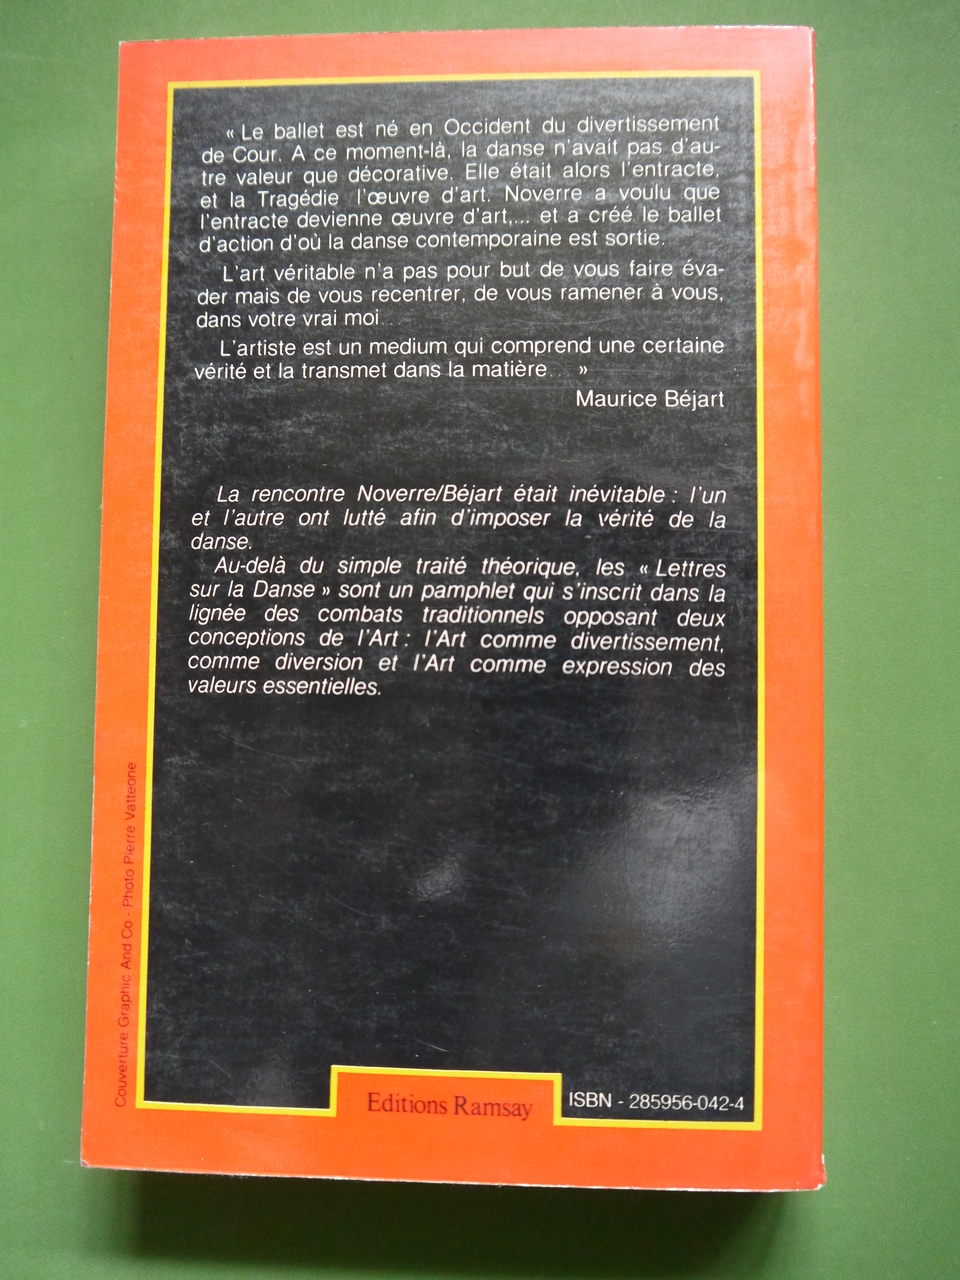 « Le ballet est né en Occident du divertissement
de Cour. A ce moment-là, la danse n'avait pas d'au-
tre valeur que décorative. Elle était alors l'entracte,
et la Tragédie l'œuvre d'art. Noverre a voulu que
l'entracte devienne œuvre d'art,... et a créé le ballet
d'action d'où la danse contemporaine est sortie.
L'art véritable n'a pas pour but de vous faire éva-
der mais de vous recentrer, de vous ramener à vous,
dans votre vrai moi...
L'artiste est un medium qui comprend une certaine
vérité et la transmet dans la matière... »
Maurice Béjart
La rencontre Noverre/Béjart était inévitable : l'un
et l'autre ont lutté afin d'imposer la vérité de la
danse.
Au-delà du simple traité théorique, les « Lettres
sur la Danse » sont un pamphlet qui s'inscrit dans la
lignée des combats traditionnels opposant deux
conceptions de l'Art : l'Art comme divertissement,
comme diversion et l'Art comme expression des
valeurs essentielles.
Couverture Graphic And Co - Photo Pierre Vatteone
Editions Ramsay
ISBN - 285956-042-4